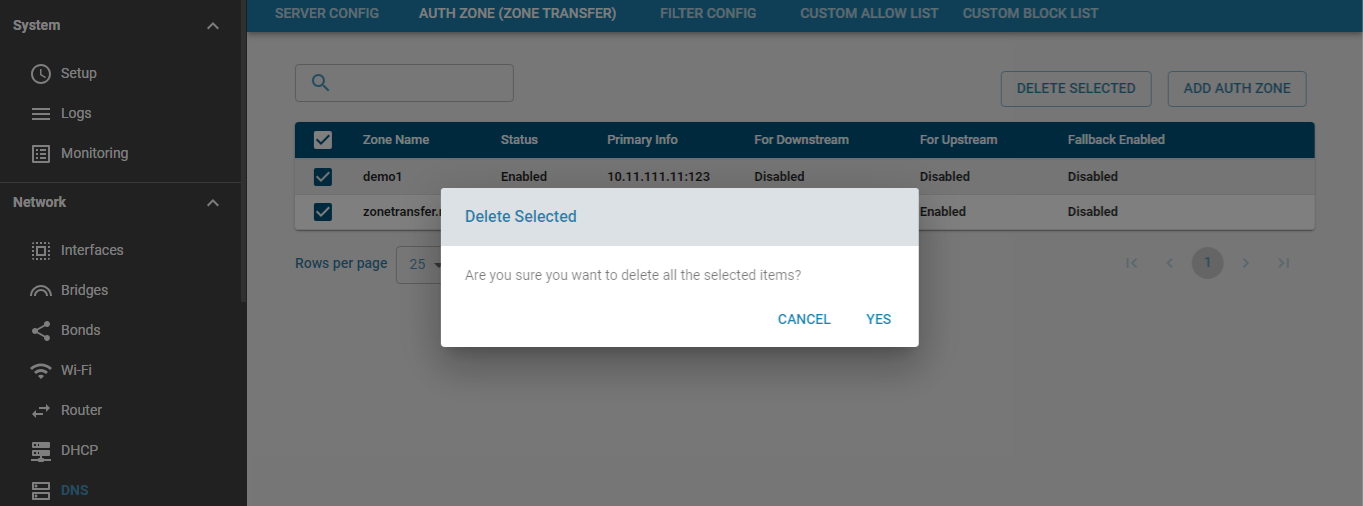 System
Setup
Logs
Monitoring
Network
Interfaces
Bridges
Bonds
Wi-Fi
Router
DHCP
DNS
SERVER CONFIG AUTH ZONE (ZONE TRANSFER) FILTER CONFIG CUSTOM ALLOW LIST CUSTOM BLOCK LIST
DELETE SELECTED ADD AUTH ZONE
Zone Name Status Primary Info For Downstream For Upstream Fallback Enabled
demo1 Enabled 10.11.111.11:123 Disabled Disabled Disabled
Enabled Disabled
Rows per page 25 1
Delete Selected
Are you sure you want to delete all the selected items?
CANCEL YES